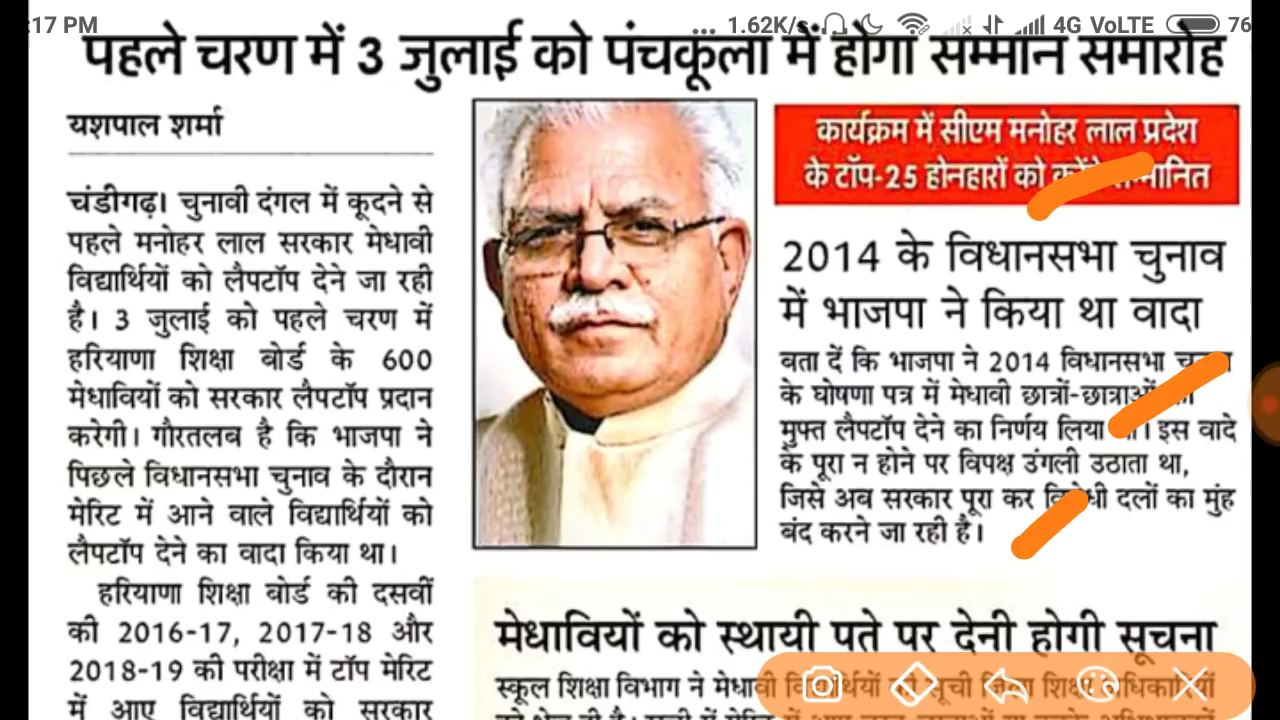 :17 PM
... 1.62K/s 4G VoLTE 76
पहले चरण में 3 जुलाई को पंचकूला में होगा सम्मान समारोह
यशपाल शर्मा
चंडीगढ़। चुनावी दंगल में कूदने से
पहले मनोहर लाल सरकार मेधावी
विद्यार्थियों को लैपटॉप देने जा रही
है। 3 जुलाई को पहले चरण में
हरियाणा शिक्षा बोर्ड के 600
मेधावियों को सरकार लैपटॉप प्रदान
करेगी। गौरतलब है कि भाजपा ने
पिछले विधानसभा चुनाव के दौरान
मेरिट में आने वाले विद्यार्थियों को
लैपटॉप देने का वादा किया था।
हरियाणा शिक्षा बोर्ड की दसवीं
की 2016-17, 2017-18 और
2018-19 की परीक्षा में टॉप मेरिट
में आए विद्यार्थियों को सरकार
कार्यक्रम में सीएम मनोहर लाल प्रदेश
के टॉप-25 होनहारों को
2014 के विधानसभा चुनाव
में भाजपा ने किया था वादा
बता दें कि भाजपा ने 2014 विधानसभा
के घोषणा पत्र में मेधावी छात्रों-छात्राओं
मुफ्त लैपटॉप देने का निर्णय लिया इस वादे
के पूरा न होने पर विपक्ष उंगली उठाता था,
जिसे अब सरकार पूरा कर दलों का मुंह
बंद करने जा रही है।
मेधावियों को स्थायी पते पर देनी होगी सूचना
स्कूल शिक्षा विभाग ने मेधावी सूची